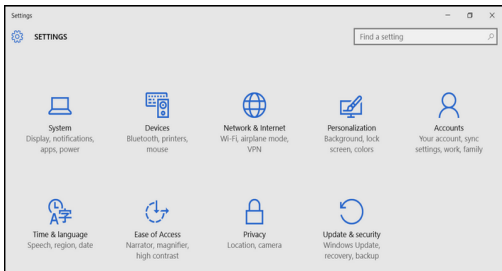 Settings
SETTINGS
Find a setting
System
Display, notifications,
apps, power
Devices
Bluetooth, printers,
mouse
Network & Internet
Wi-Fi, airplane mode,
VPN
Personalization
Background, lock
screen, colors
Accounts
Your account, sync
settings, work, family
Time & language
Speech, region, date
Ease of Access
Narrator, magnifier,
high contrast
Privacy
Location, camera
Update & security
Windows Update,
recovery, backup